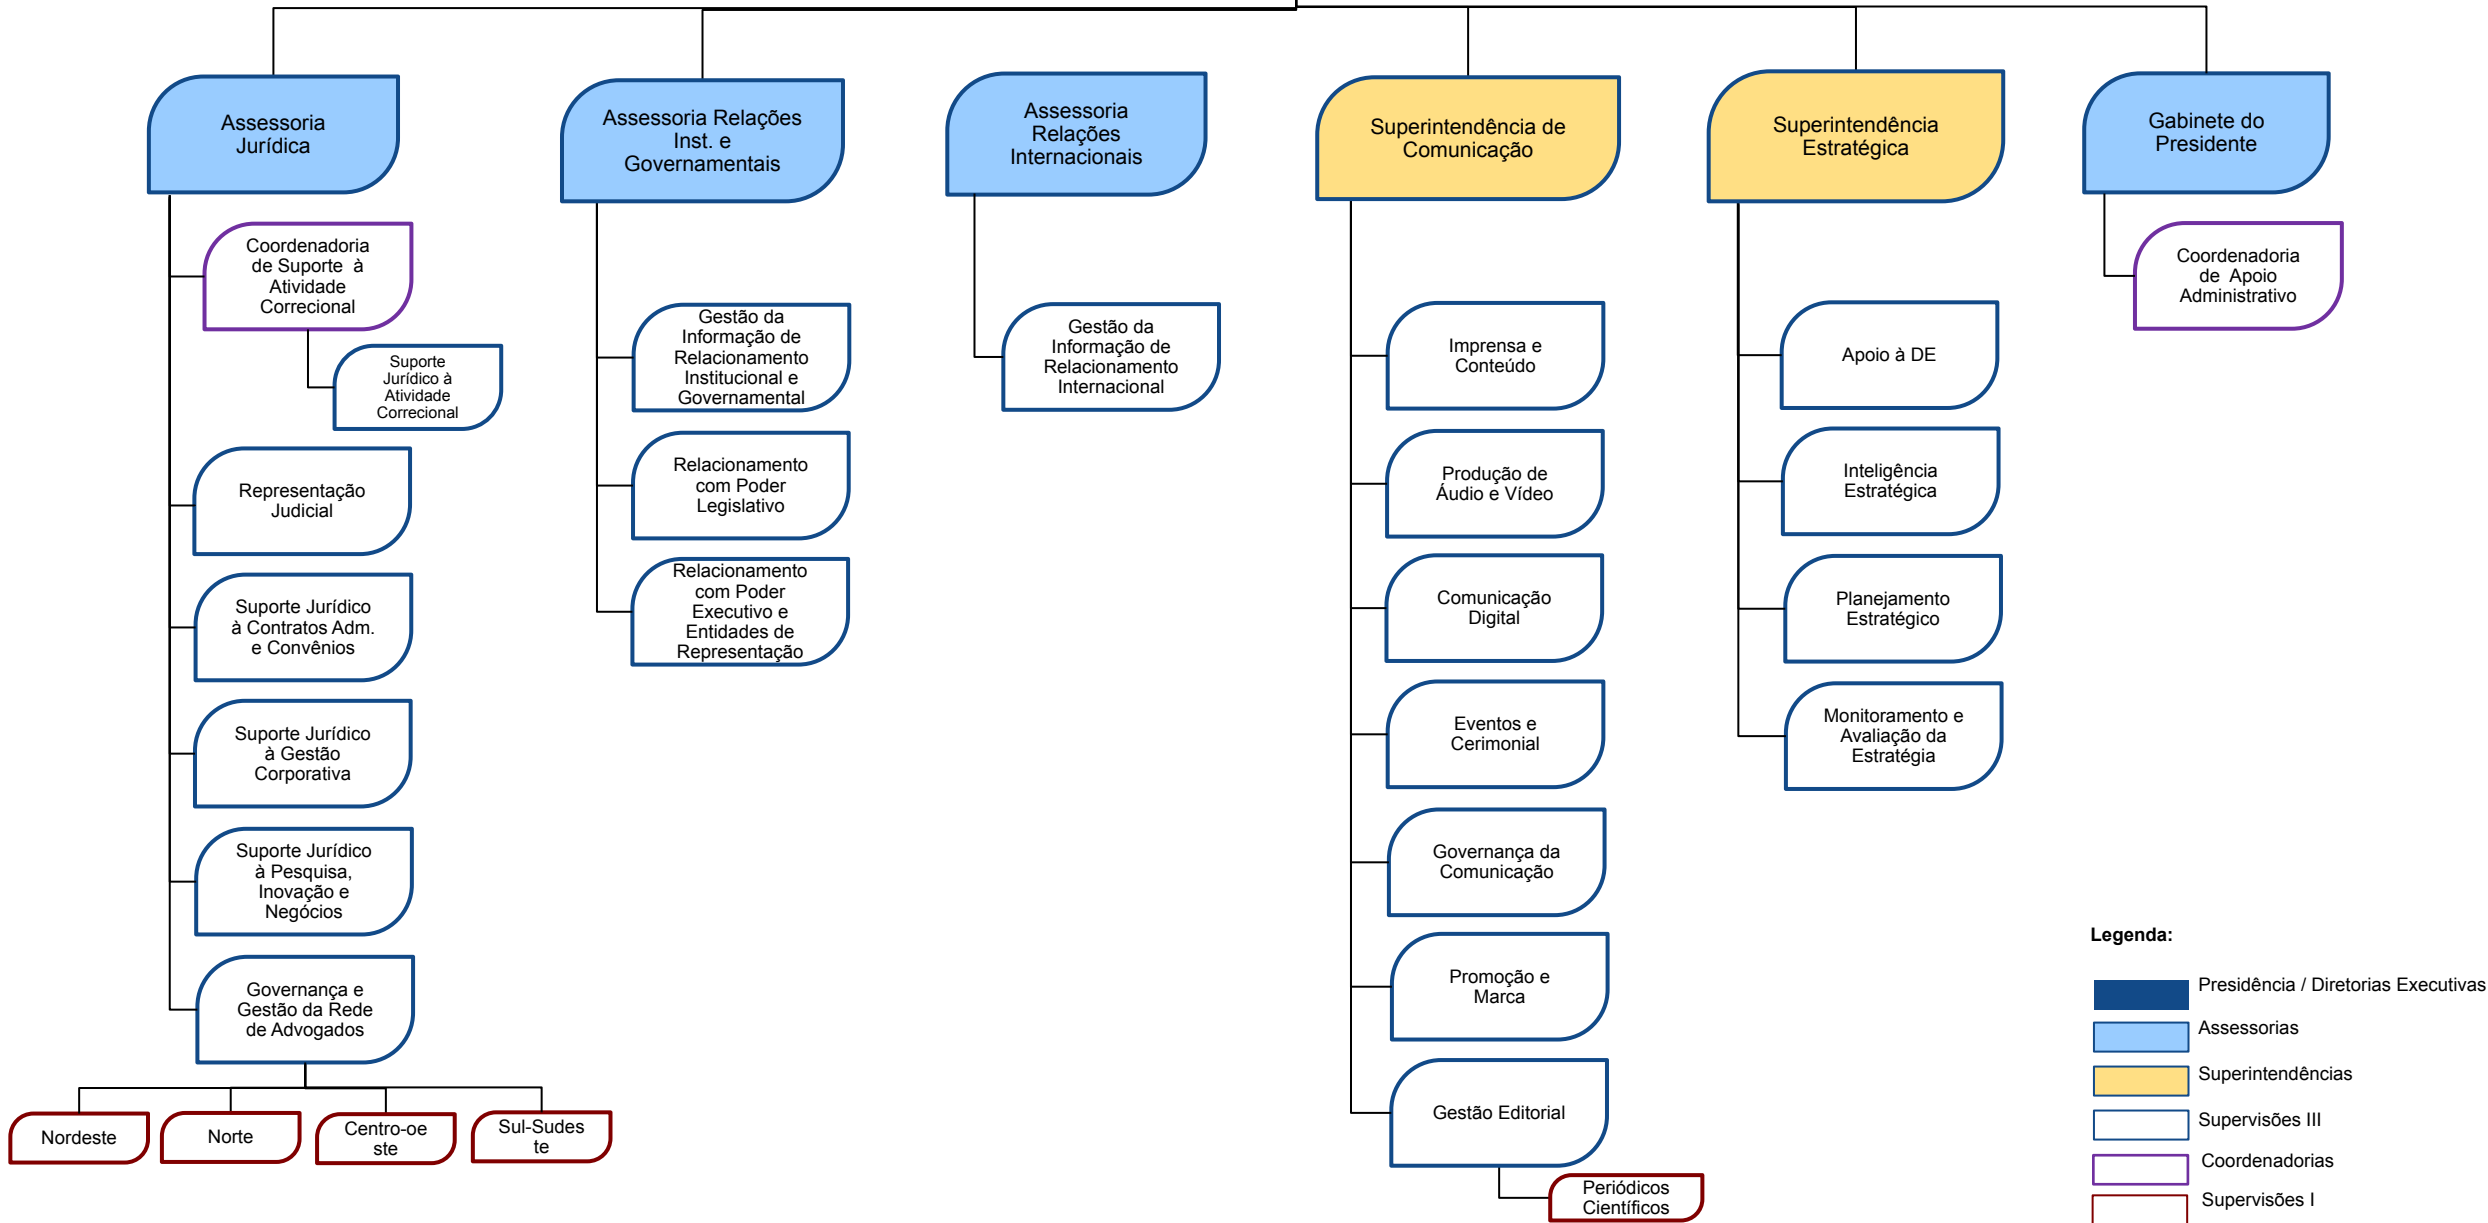 Assessoria
Jurídica
Assessoria Relações
Inst. e
Governamentais
Assessoria
Relações
Internacionais
Superintendência de
Comunicação
Superintendência
Estratégica
Gabinete do
Presidente
Coordenadoria
de Suporte à
Atividade
Correcional
Suporte
Jurídico à
Atividade
Correcional
Representação
Judicial
Suporte Jurídico
à Contratos Adm.
e Convênios
Suporte Jurídico
à Gestão
Corporativa
Suporte Jurídico
à Pesquisa,
Inovação e
Negócios
Governança e
Gestão da Rede
de Advogados
Nordeste
Norte
Centro-oe
ste
Sul-Sudes
te
Gestão da
Informação de
Relacionamento
Institucional e
Governamental
Relacionamento
com Poder
Legislativo
Relacionamento
com Poder
Executivo e
Entidades de
Representação
Gestão da
Informação de
Relacionamento
Internacional
Imprensa e
Conteúdo
Produção de
Áudio e Vídeo
Comunicação
Digital
Eventos e
Cerimonial
Governança da
Comunicação
Promoção e
Marca
Gestão Editorial
Periódicos
Científicos
Apoio à DE
Inteligência
Estratégica
Planejamento
Estratégico
Monitoramento e
Avaliação da
Estratégia
Coordenadoria
de Apoio
Administrativo
Legenda:
Presidência / Diretorias Executivas
Assessorias
Superintendências
Supervisões III
Coordenadorias
Supervisões I